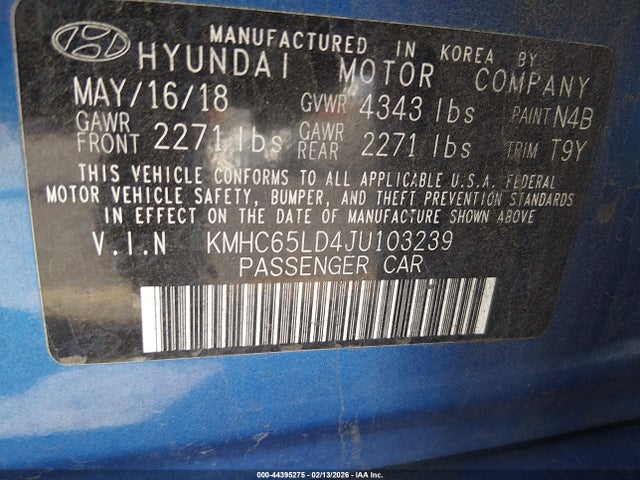 MANUFACTURED IN KOREA BY
HYUNDAI MOTOR COMPANY
MAY/16/18 GVWR 4343 lbs PAINT N4B
GAWR FRONT 2271 lbs GAWR REAR 2271 lbs TRIM T9Y
THIS VEHICLE CONFORMS TO ALL APPLICABLE U.S.A. FEDERAL
MOTOR VEHICLE SAFETY, BUMPER, AND THEFT PREVENTION STANDARDS
IN EFFECT ON THE DATE OF MANUFACTURE SHOWN ABOVE
V.I.N KMHC65LD4JU103239
PASSENGER CAR
000-44395275 - 02/13/2026 - IAA Inc.